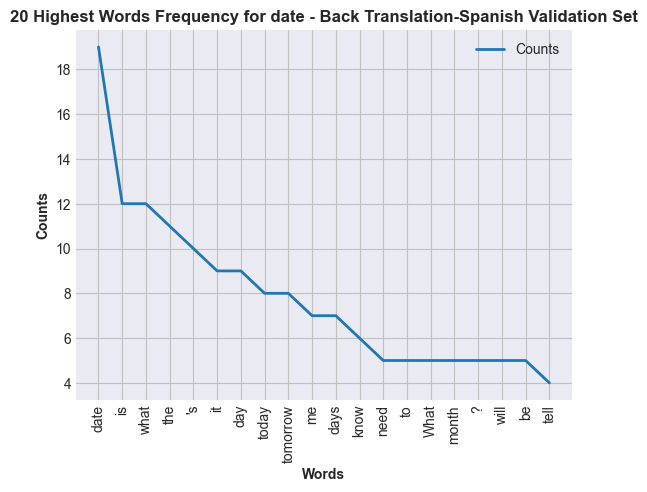 20 Highest Words Frequency for date - Back Translation-Spanish Validation Set
Counts
18
16
14
12
10
8
6
4
Counts
date
is
what
the
's
it
day
today
tomorrow
me
days
know
need
to
What
month
?
will
be
tell
Words